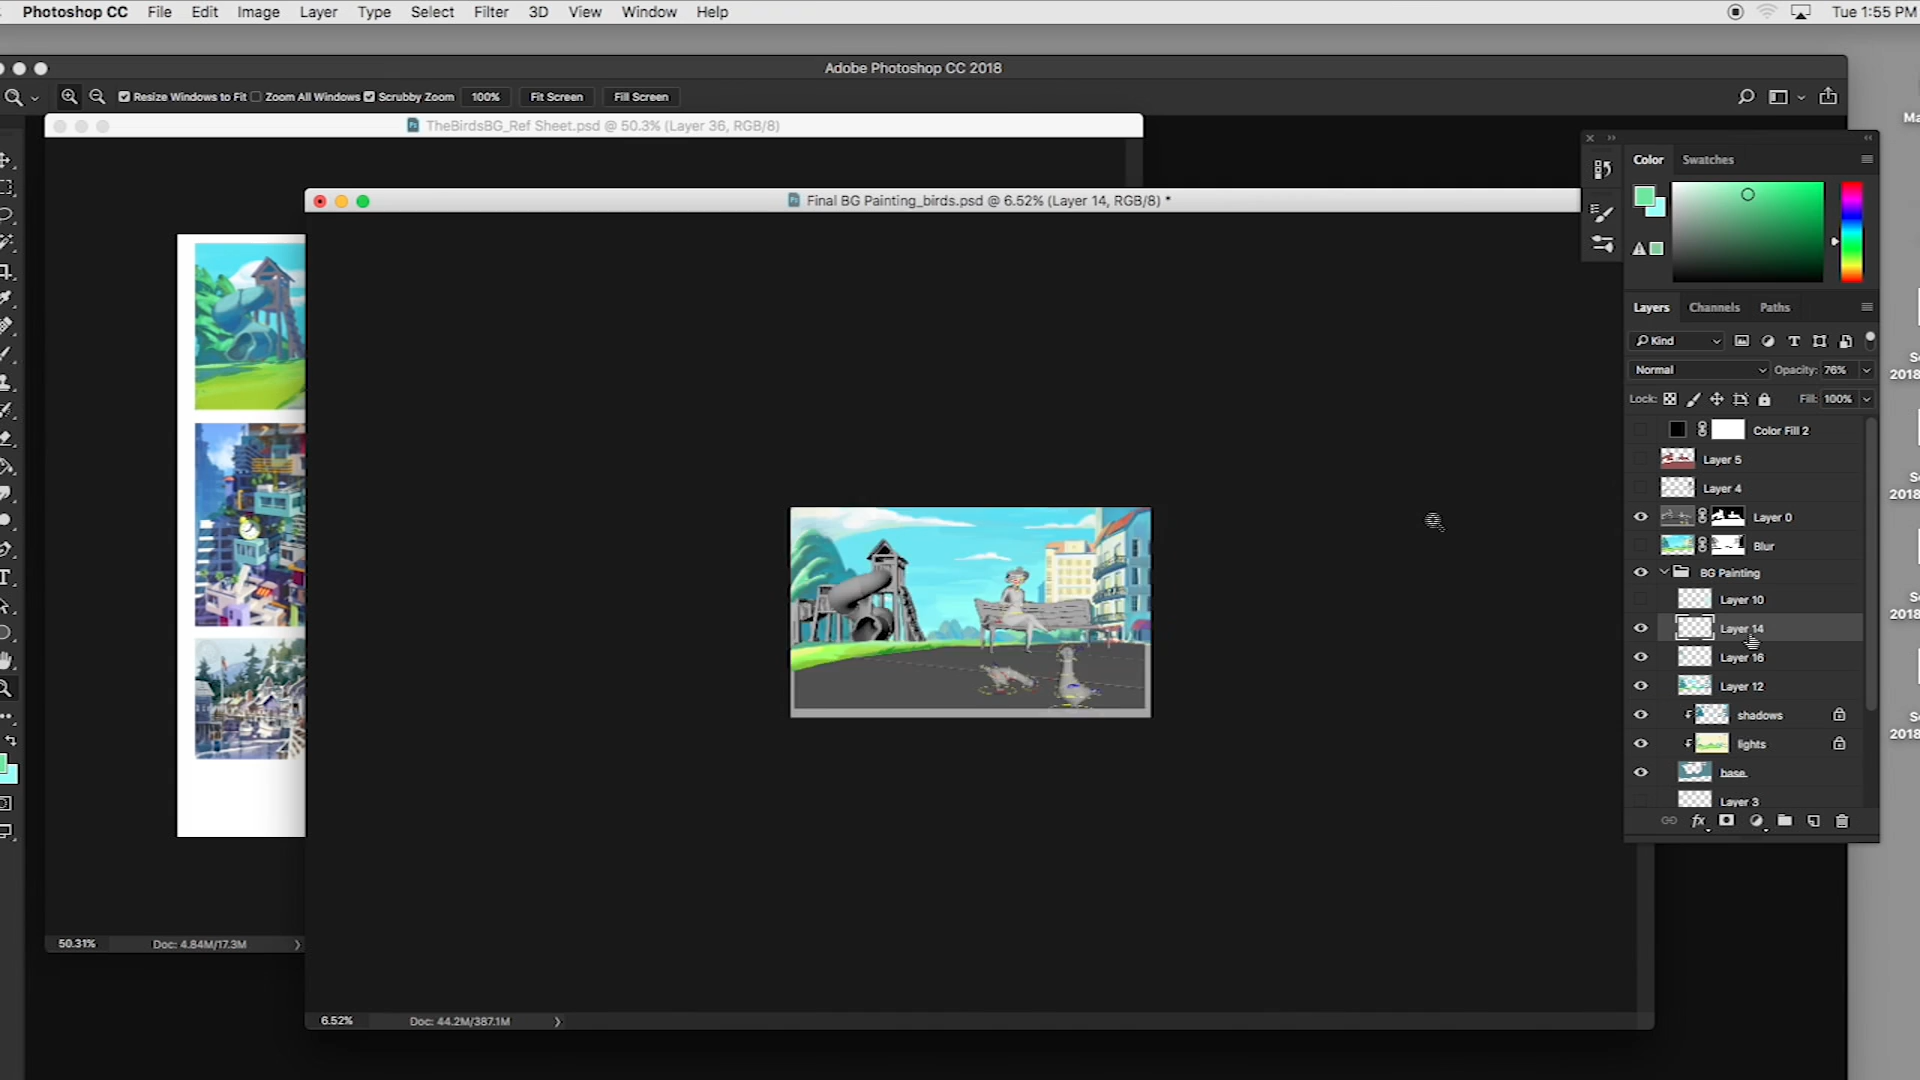 Photoshop CC File Edit Image Layer Type Select Filter 3D View Window Help Tue 1:55 PM
Adobe Photoshop CC 2018
Resize Windows to Fit Zoom All Windows Scrubby Zoom 100% Fit Screen Fill Screen
TheBirdsBG_Ref Sheet.psd @ 50.3% (Layer 36, RGB/8)
Final BG Painting_birds.psd @ 6.52% (Layer 14, RGB/8) *
Color Swatches
Layers Channels Paths
Kind
Normal Opacity: 76%
Lock: Fill: 100%
Color Fill 2
Layer 5
Layer 4
Layer 0
Blur
BG Painting
Layer 10
Layer 14
Layer 16
Layer 12
shadows
lights
base
Layer 3
fx
50.31% Doc: 4.84M/17.3M
6.52% Doc: 44.2M/387.1M
Ma
S
2018
S
2018
S
2018
S
2018